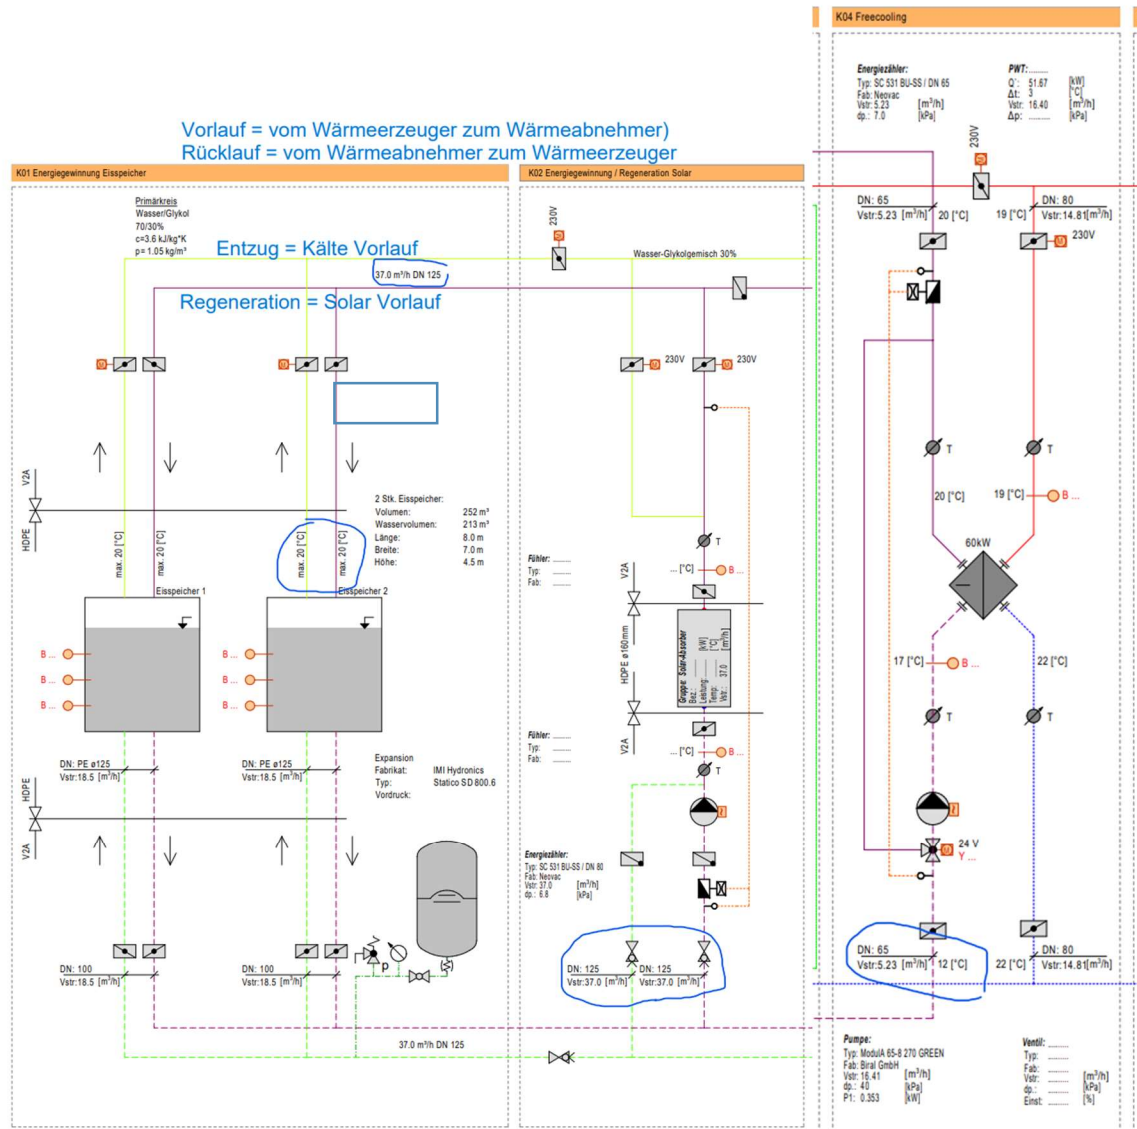 K04 Freecooling
Energiezähler:
Typ: SC 531 BU-SS / DN 65
Fab: Neovac
Vstr: 5.23 [m³/h]
dp.: 7.0 [kPa]
PWT:........
Q´: 51.67 [kW]
Δt: 3 [°C]
Vstr: 16.40 [m³/h]
Δp: ........ [kPa]
Vorlauf = vom Wärmeerzeuger zum Wärmeabnehmer)
Rücklauf = vom Wärmeabnehmer zum Wärmeerzeuger
K01 Energiegewinnung Eisspeicher
K02 Energiegewinnung / Regeneration Solar
Primärkreis
Wasser/Glykol
70/30%
c=3.6 kJ/kg*K
p= 1.05 kg/m³
Entzug = Kälte Vorlauf
37.0 m³/h DN 125
Regeneration = Solar Vorlauf
230V
Wasser-Glykolgemisch 30%
230V
230V
V2A
HDPE
max. 20 [°C]
max. 20 [°C]
max. 20 [°C]
max. 20 [°C]
2 Stk. Eisspeicher:
Volumen: 252 m³
Wasservolumen: 213 m³
Länge: 8.0 m
Breite: 7.0 m
Höhe: 4.5 m
Eisspeicher 1
Eisspeicher 2
B ...
B ...
B ...
B ...
B ...
B ...
DN: PE ø125
Vstr:18.5 [m³/h]
DN: PE ø125
Vstr:18.5 [m³/h]
HDPE
V2A
Expansion
Fabrikat: IMI Hydronics
Typ: Statico SD 800.6
Vordruck:
p
DN: 100
Vstr:18.5 [m³/h]
DN: 100
Vstr:18.5 [m³/h]
37.0 m³/h DN 125
T
... [°C] B ...
Fühler: ........
Typ: ........
Fab: ........
V2A
HDPE ø160mm
V2A
Gruppe: Solar-Absorber
Bez.: ........
Leistung: ........ [kW]
Temp: ........ [°C]
Vstr.: 37.0 [m³/h]
Fühler: ........
Typ: ........
Fab: ........
... [°C] B ...
T
Energiezähler:
Typ: SC 531 BU-SS / DN 80
Fab: Neovac
Vstr: 37.0 [m³/h]
dp.: 6.8 [kPa]
DN: 125
Vstr:37.0 [m³/h]
DN: 125
Vstr:37.0 [m³/h]
230V
DN: 65
Vstr:5.23 [m³/h] 20 [°C]
DN: 80
19 [°C] Vstr:14.81[m³/h]
230V
T
T
20 [°C]
19 [°C] B ...
60kW
17 [°C] B ...
22 [°C]
T
T
24 V
Y ...
DN: 65
Vstr:5.23 [m³/h] 12 [°C]
DN: 80
22 [°C] Vstr:14.81[m³/h]
Pumpe:
Typ: ModulA 65-8 270 GREEN
Fab: Biral GmbH
Vstr: 16.41 [m³/h]
dp.: 40 [kPa]
P1: 0.353 [kW]
Ventil: ........
Typ: ........
Fab: ........
Vstr: ........ [m³/h]
dp.: ........ [kPa]
Einst: ........ [%]